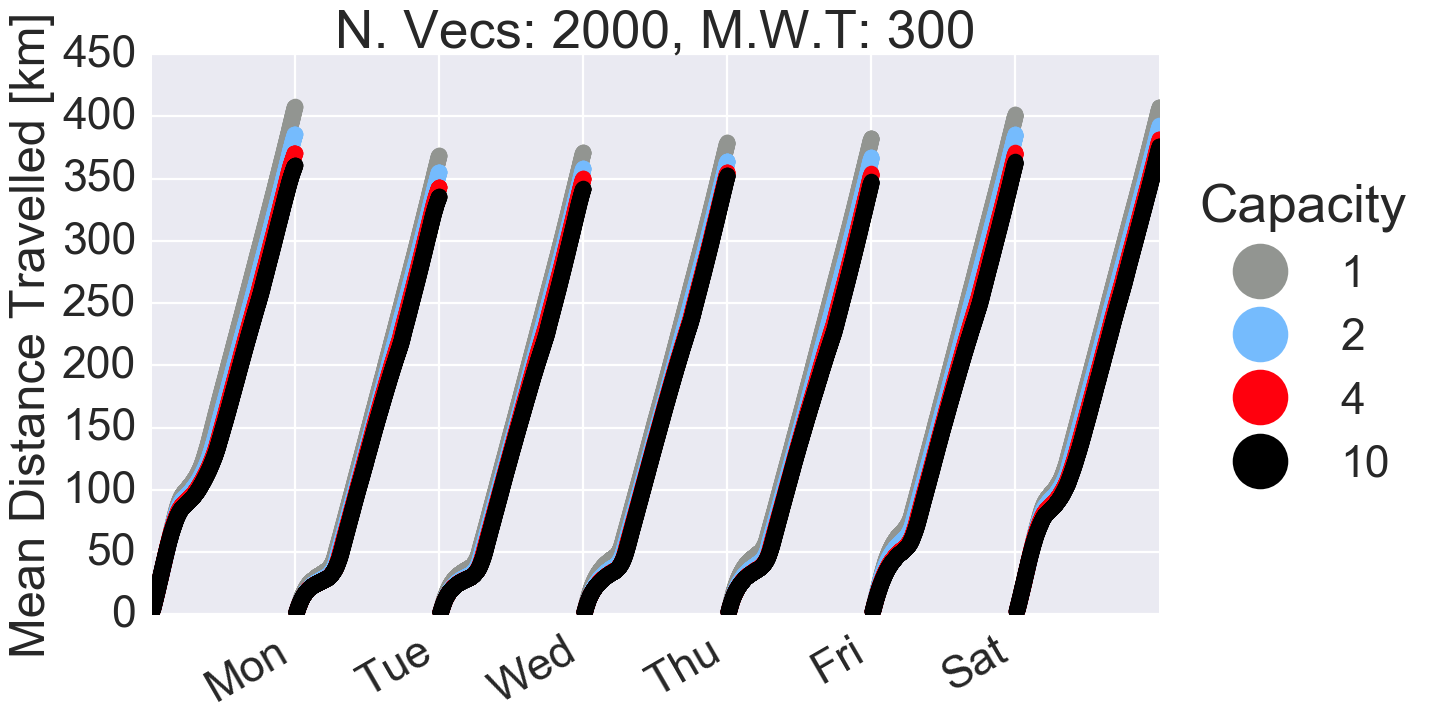 N. Vecs: 2000, M.W.T: 300
Mean Distance Travelled [km]
450
400
350
300
250
200
150
100
50
0
Mon
Tue
Wed
Thu
Fri
Sat
Capacity
1
2
4
10